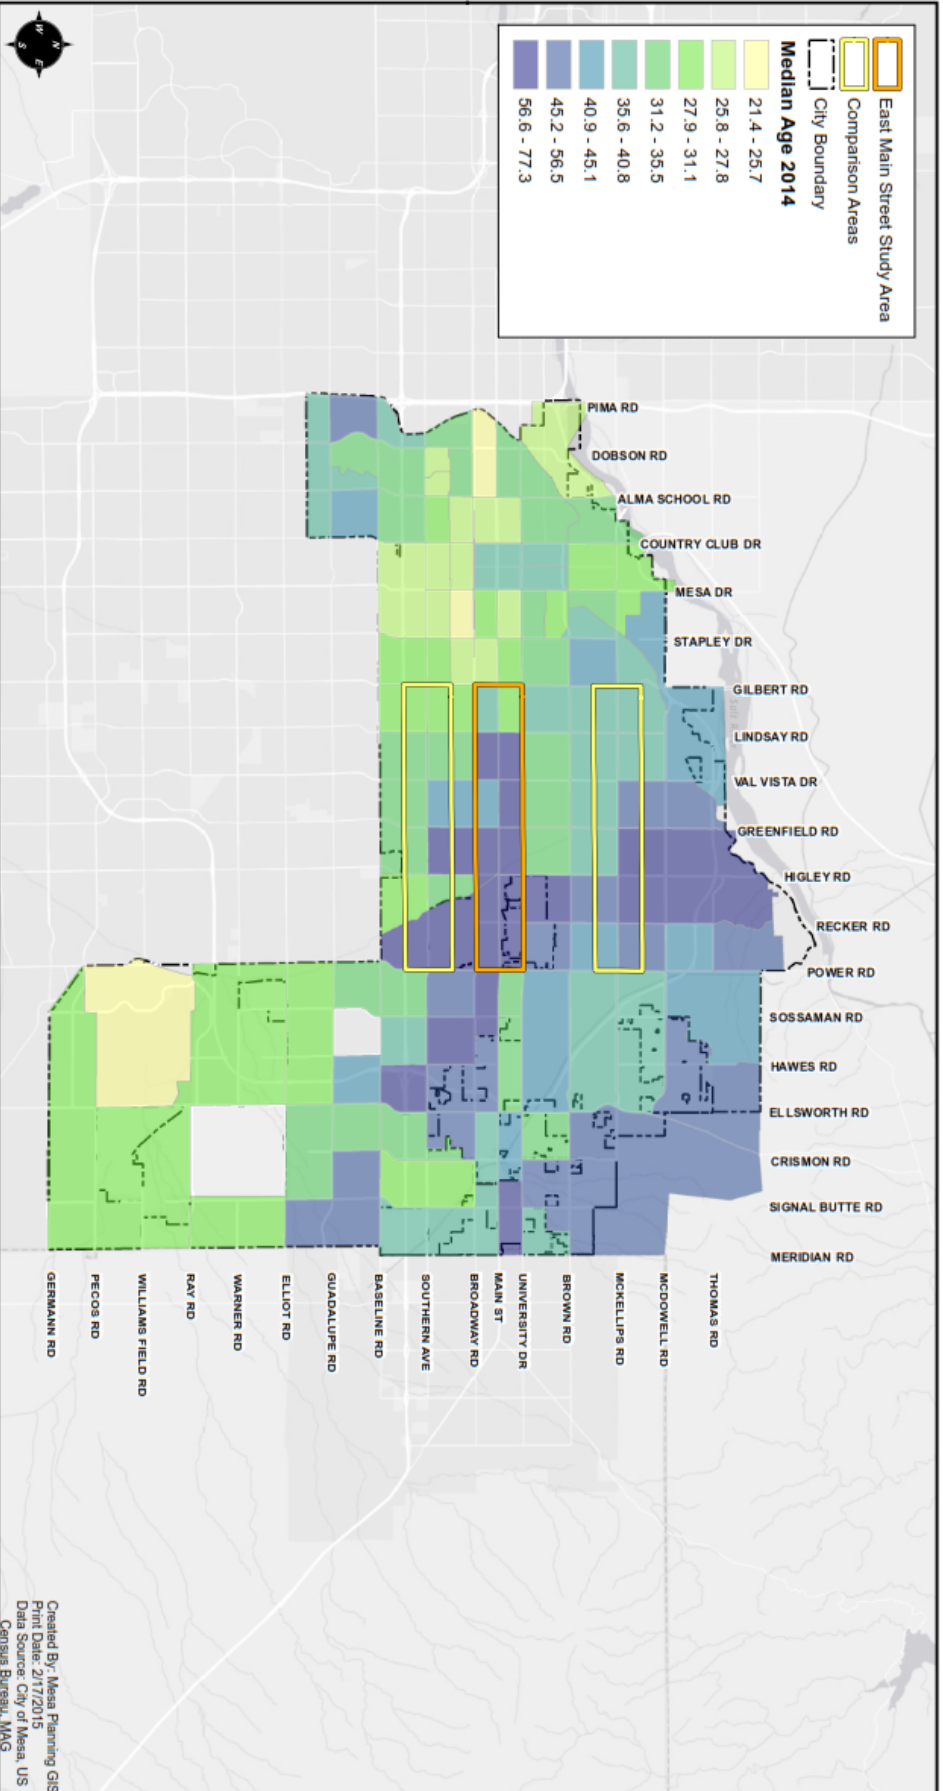 East Main Street Study Area
Comparison Areas
City Boundary
Median Age 2014
21.4 - 25.7
25.8 - 27.8
27.9 - 31.1
31.2 - 35.5
35.6 - 40.8
40.9 - 45.1
45.2 - 56.5
56.6 - 77.3
N
W
E
S
PIMA RD
DOBSON RD
ALMA SCHOOL RD
COUNTRY CLUB DR
MESA DR
STAPLEY DR
GILBERT RD
LINDSAY RD
VAL VISTA DR
GREENFIELD RD
HIGLEY RD
RECKER RD
POWER RD
SOSSAMAN RD
HAWES RD
ELLSWORTH RD
CRISMON RD
SIGNAL BUTTE RD
MERIDIAN RD
THOMAS RD
MCDOWELL RD
MCKELLIPS RD
BROWN RD
UNIVERSITY DR
MAIN ST
BROADWAY RD
SOUTHERN AVE
BASELINE RD
GUADALUPE RD
ELLIOT RD
WARNER RD
RAY RD
WILLIAMS FIELD RD
PECOS RD
GERMANN RD
Created By: Mesa Planning GIS
Print Date: 2/17/2015
Data Source: City of Mesa, US
Census Bureau, MAG